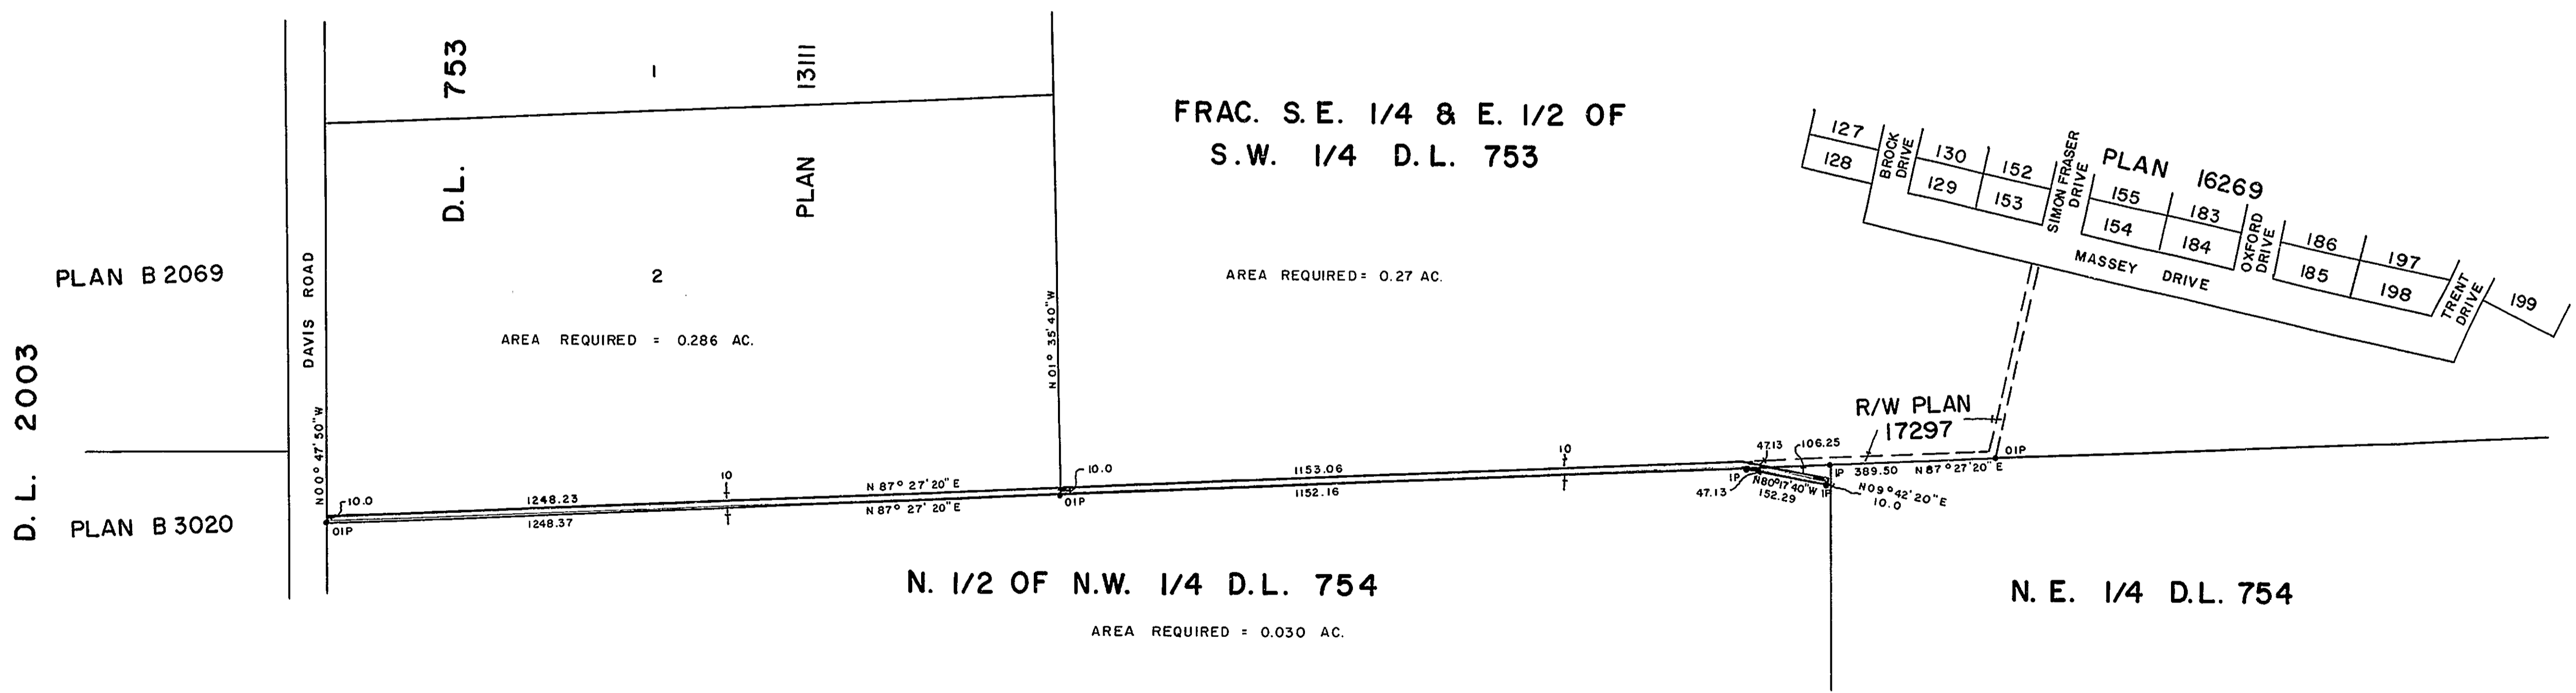 D. L. 2003
PLAN B 2069
PLAN B 3020
DAVIS ROAD
N 00° 47' 50" W
D.L. 753
1
PLAN 13111
2
AREA REQUIRED = 0.286 AC.
N 01° 35' 40" W
FRAC. S.E. 1/4 & E. 1/2 OF
S.W. 1/4 D.L. 753
AREA REQUIRED = 0.27 AC.
127
128
BROCK
DRIVE
130
129
152
153
SIMON FRASER
DRIVE
PLAN 16269
155
154
183
184
OXFORD
DRIVE
186
185
197
198
TRENT
DRIVE
199
MASSEY DRIVE
R/W PLAN
17297
10.0
01P
1248.23
1248.37
10
N 87° 27' 20" E
N 87° 27' 20" E
10.0
01P
1153.06
1152.16
10
47.13
106.25
1P
47.13
N80°17'40"W
152.29
1P
1P
389.50
N 87° 27' 20" E
01P
N 09° 42' 20" E
10.0
N. 1/2 OF N.W. 1/4 D.L. 754
AREA REQUIRED = 0.030 AC.
N. E. 1/4 D.L. 754